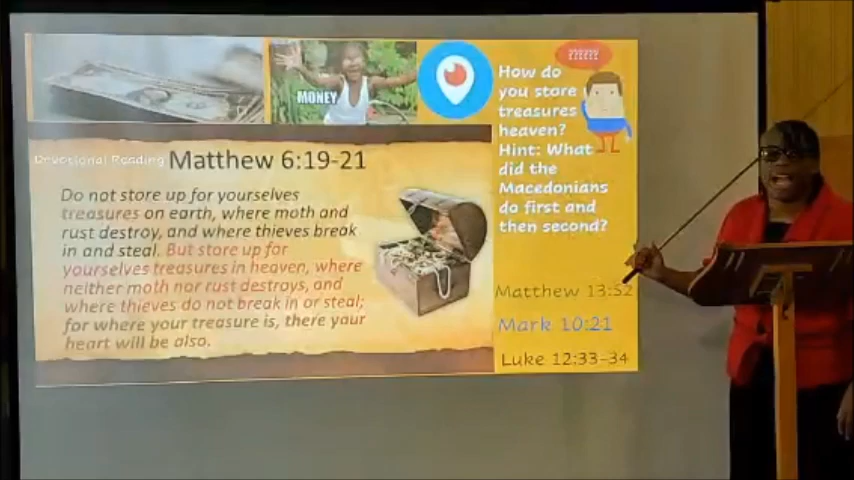 MONEY
Devotional Reading Matthew 6:19-21
Do not store up for yourselves
treasures on earth, where moth and
rust destroy, and where thieves break
in and steal. But store up for
yourselves treasures in heaven, where
neither moth nor rust destroys, and
where thieves do not break in or steal;
for where your treasure is, there your
heart will be also.
??????
How do
you store
treasures
heaven?
Hint: What
did the
Macedonians
do first and
then second?
Matthew 13:52
Mark 10:21
Luke 12:33-34